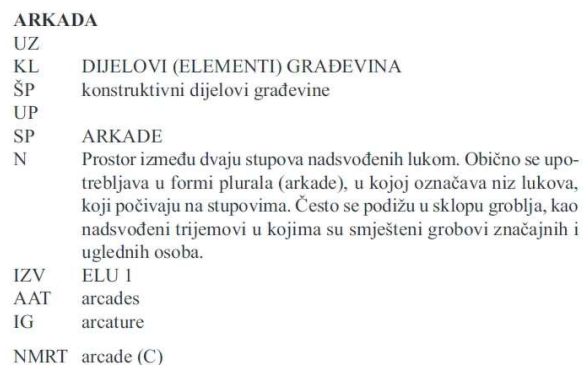 ARKADA
UZ
KL DIJELOVI (ELEMENTI) GRAĐEVINA
ŠP konstruktivni dijelovi građevine
UP
SP ARKADE
N Prostor između dvaju stupova nadsvođenih lukom. Obično se upo-
trebljava u formi plurala (arkade), u kojoj označava niz lukova,
koji počivaju na stupovima. Često se podižu u sklopu groblja, kao
nadsvođeni trijemovi u kojima su smješteni grobovi značajnih i
uglednih osoba.
IZV ELU 1
AAT arcades
IG arcature
NMRT arcade (C)